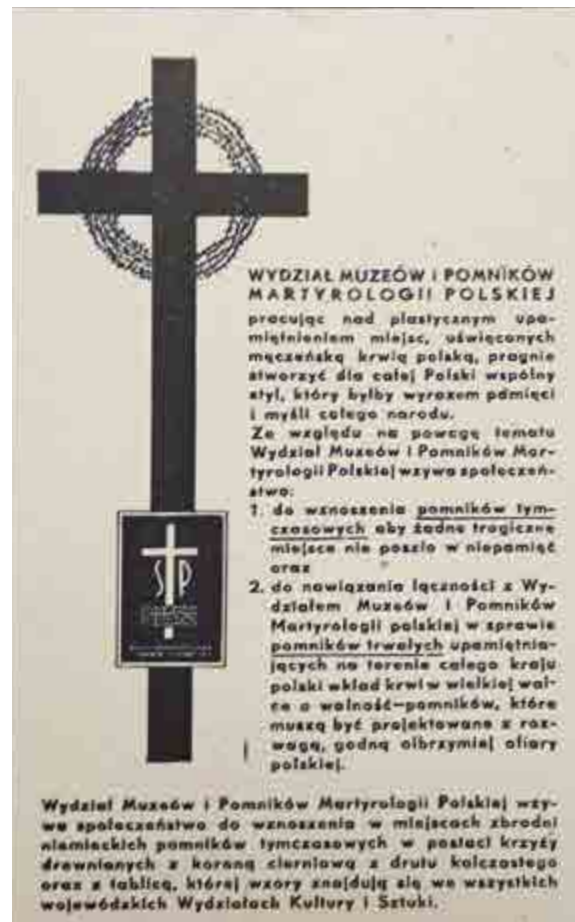 WYDZIAŁ MUZEÓW I POMNIKÓW
MARTYROLOGII POLSKIEJ
pracując nad plastycznym upa-
miętnieniem miejsc, uświęconych
męczeńską krwią polską, pragnie
stworzyć dla całej Polski wspólny
styl, który byłby wyrazem pamięci
i myśli całego narodu.
Ze względu na powagę tematu
Wydział Muzeów i Pomników Mar-
tyrologii Polskiej wzywa społeczeń-
stwo:
1. do wznoszenia pomników tym-
czasowych aby żadne tragiczne
miejsce nie poszło w niepamięć
oraz
2. do nawiązania łączności z Wy-
działem Muzeów i Pomników
Martyrologii polskiej w sprawie
pomników trwałych upamiętnia-
jących na terenie całego kraju
polski wkład krwi w wielkiej wal-
ce o wolność—pomników, które
muszą być projektowane z roz-
wagą, godną olbrzymiej ofiary
polskiej.
Ś P
Wydział Muzeów i Pomników Martyrologii Polskiej wzy-
wa społeczeństwo do wznoszenia w miejscach zbrodni
niemieckich pomników tymczasowych w postaci krzyży
drewnianych z koroną cierniową z drutu kolczastego
oraz z tablicą, której wzory znajdują się we wszystkich
wojewódzkich Wydziałach Kultury i Sztuki.